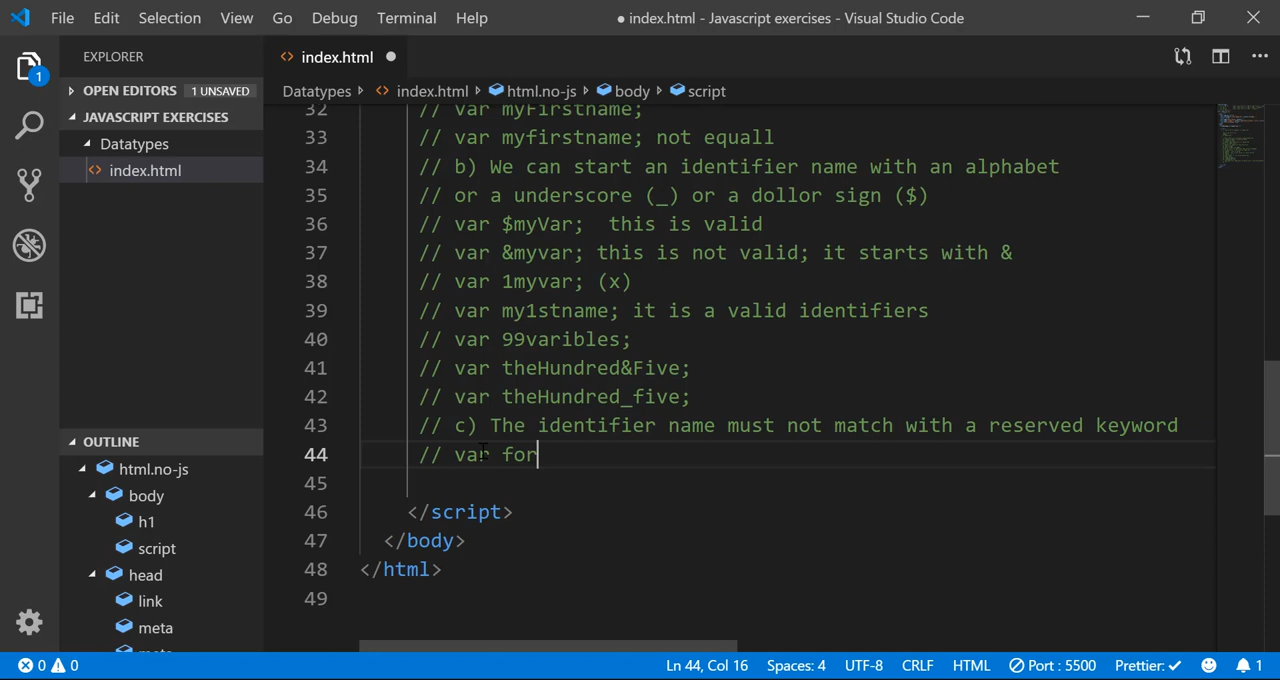 File Edit Selection View Go Debug Terminal Help ● index.html - Javascript exercises - Visual Studio Code
EXPLORER
1
OPEN EDITORS 1 UNSAVED
JAVASCRIPT EXERCISES
Datatypes
<> index.html
OUTLINE
html.no-js
body
h1
script
head
link
meta
<> index.html ●
Datatypes <> index.html html.no-js body script
32 // var myFirstname;
33 // var myfirstname; not equall
34 // b) We can start an identifier name with an alphabet
35 // or a underscore (_) or a dollor sign ($)
36 // var $myVar;  this is valid
37 // var &myvar; this is not valid; it starts with &
38 // var 1myvar; (x)
39 // var my1stname; it is a valid identifiers
40 // var 99varibles;
41 // var theHundred&Five;
42 // var theHundred_five;
43 // c) The identifier name must not match with a reserved keyword
44 // var for
45
46 </script>
47 </body>
48 </html>
49
0 0 Ln 44, Col 16 Spaces: 4 UTF-8 CRLF HTML Port : 5500 Prettier: ✓ 1